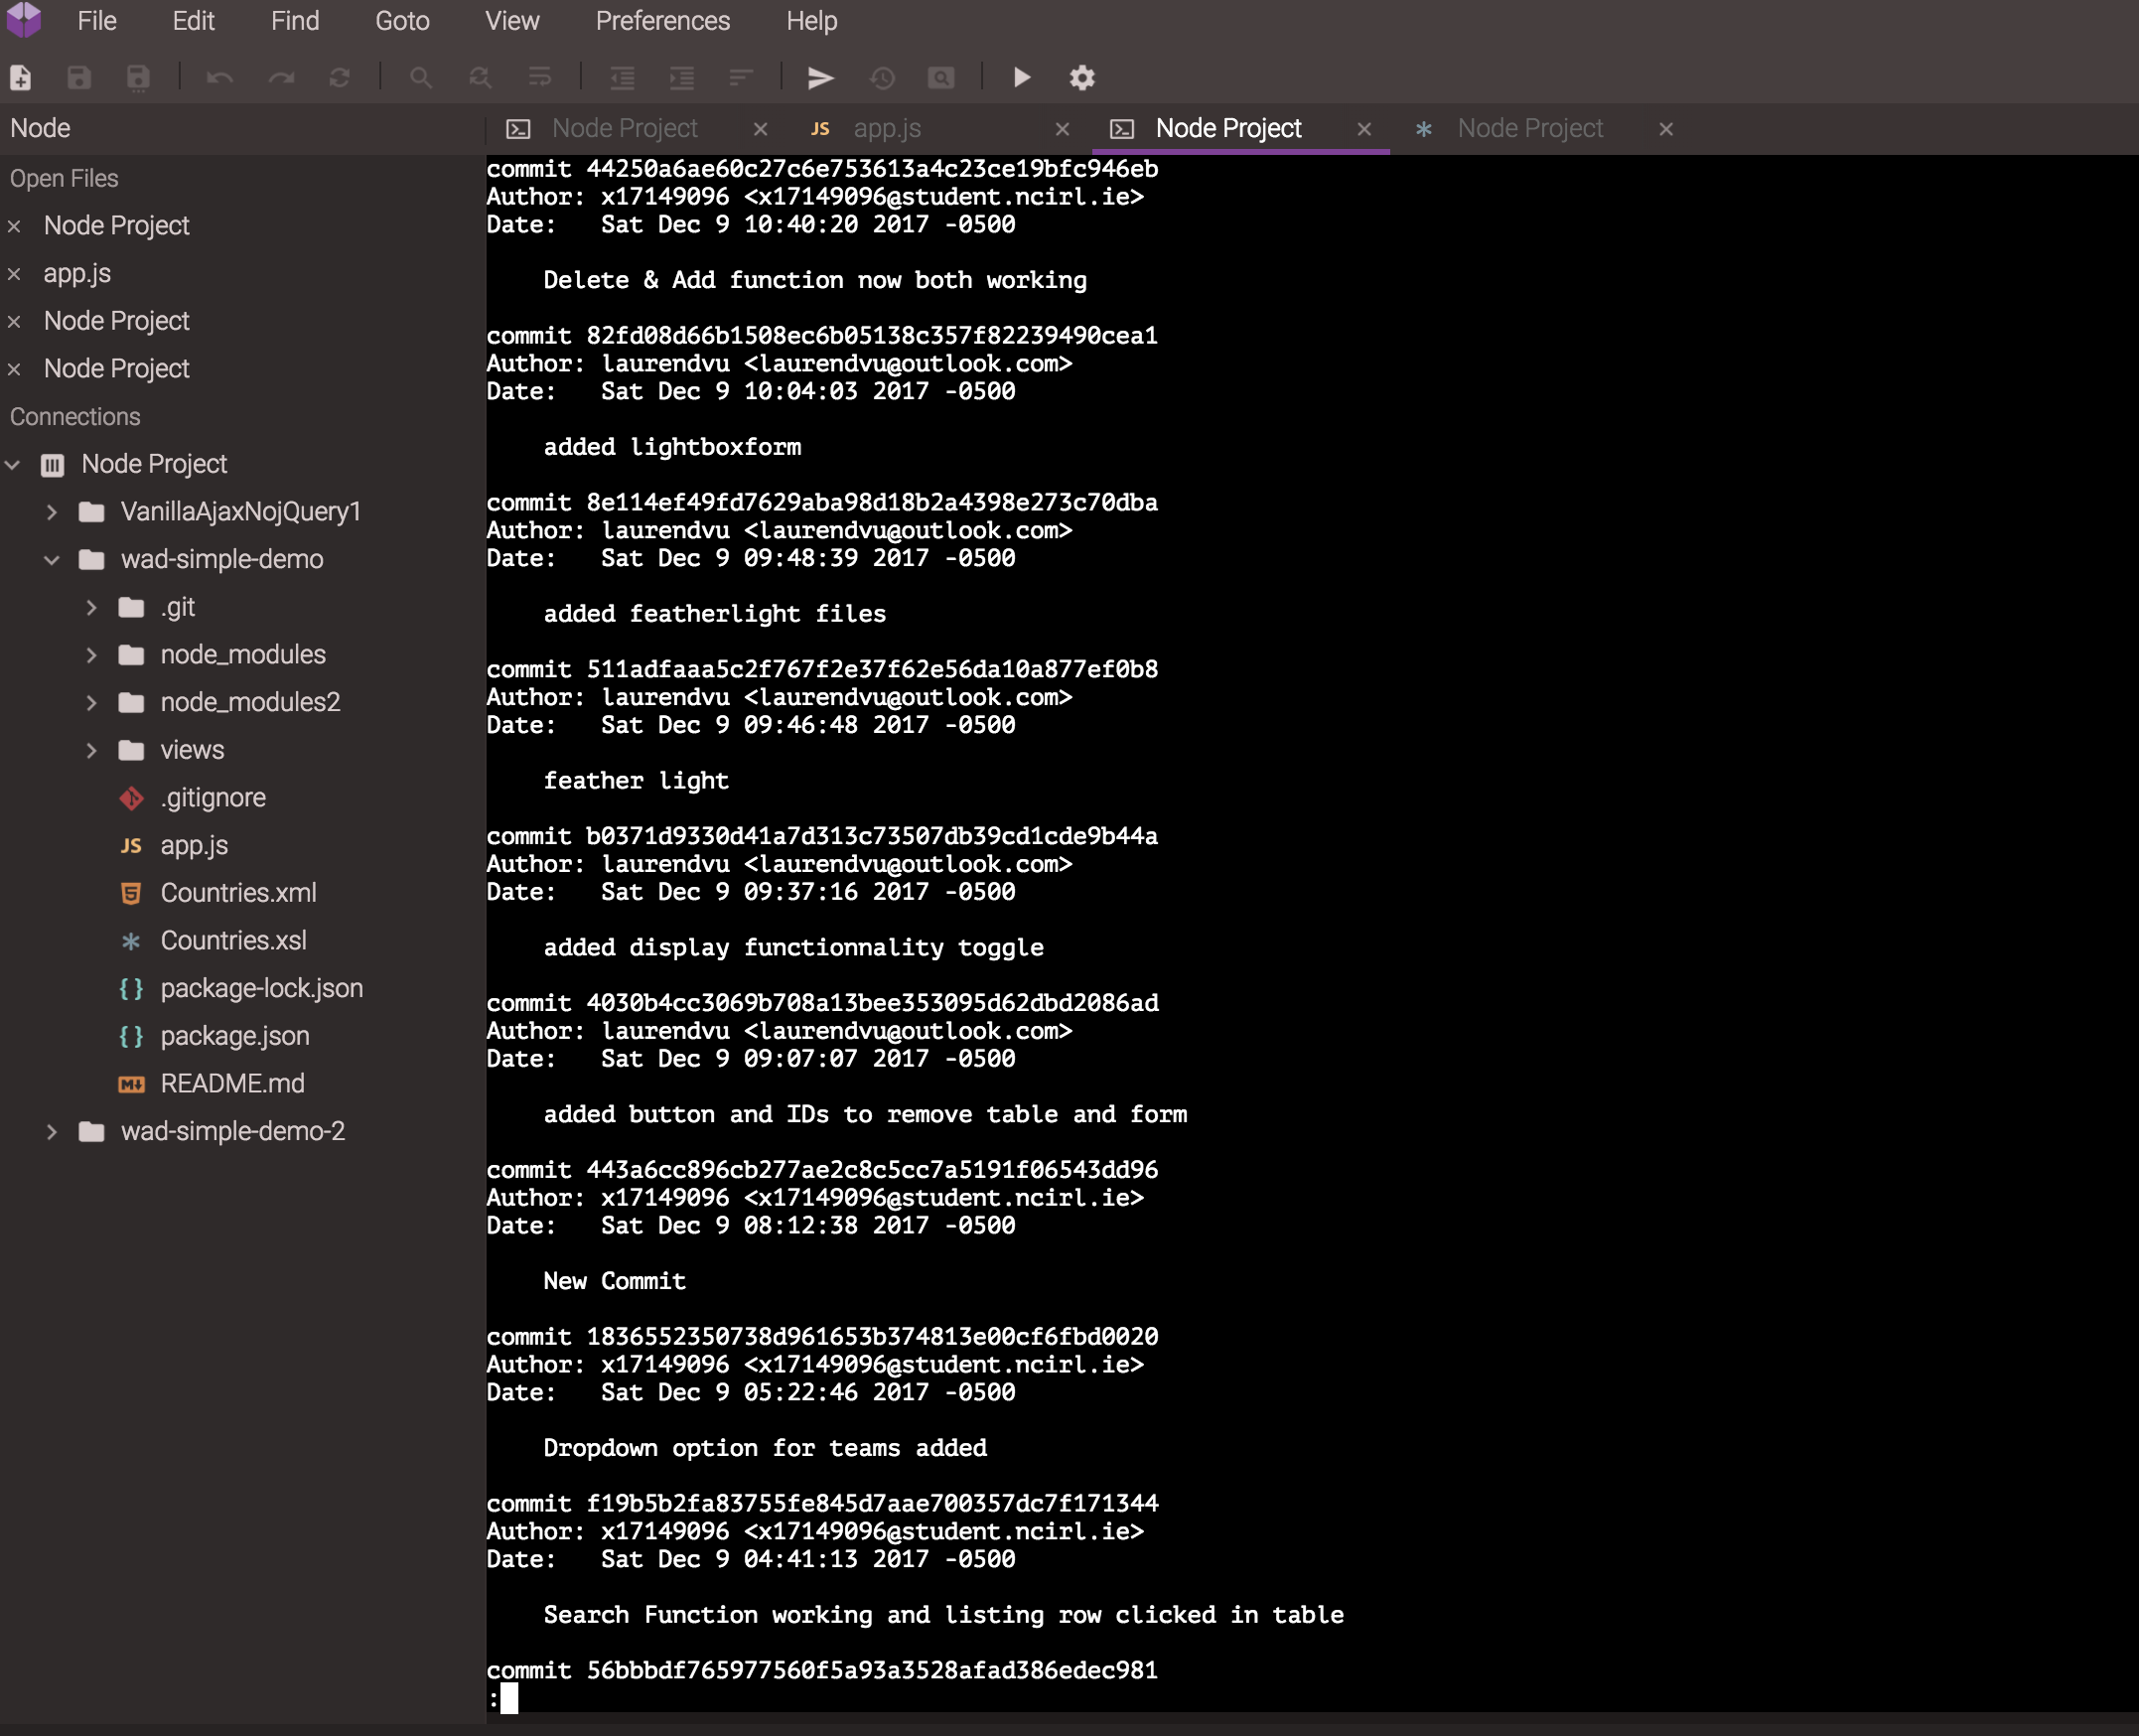 File Edit Find Goto View Preferences Help
Node
Node Project
JS app.js
Node Project
Node Project
Open Files
Node Project
app.js
Node Project
Node Project
Connections
Node Project
VanillaAjaxNojQuery1
wad-simple-demo
.git
node_modules
node_modules2
views
.gitignore
JS app.js
Countries.xml
Countries.xsl
package-lock.json
package.json
README.md
wad-simple-demo-2
commit 44250a6ae60c27c6e753613a4c23ce19bfc946eb
Author: x17149096 <x17149096@student.ncirl.ie>
Date:   Sat Dec 9 10:40:20 2017 -0500
Delete & Add function now both working
commit 82fd08d66b1508ec6b05138c357f82239490cea1
Author: laurendvu <laurendvu@outlook.com>
Date:   Sat Dec 9 10:04:03 2017 -0500
added lightboxform
commit 8e114ef49fd7629aba98d18b2a4398e273c70dba
Author: laurendvu <laurendvu@outlook.com>
Date:   Sat Dec 9 09:48:39 2017 -0500
added featherlight files
commit 511adfaaa5c2f767f2e37f62e56da10a877ef0b8
Author: laurendvu <laurendvu@outlook.com>
Date:   Sat Dec 9 09:46:48 2017 -0500
feather light
commit b0371d9330d41a7d313c73507db39cd1cde9b44a
Author: laurendvu <laurendvu@outlook.com>
Date:   Sat Dec 9 09:37:16 2017 -0500
added display functionnality toggle
commit 4030b4cc3069b708a13bee353095d62dbd2086ad
Author: laurendvu <laurendvu@outlook.com>
Date:   Sat Dec 9 09:07:07 2017 -0500
added button and IDs to remove table and form
commit 443a6cc896cb277ae2c8c5cc7a5191f06543dd96
Author: x17149096 <x17149096@student.ncirl.ie>
Date:   Sat Dec 9 08:12:38 2017 -0500
New Commit
commit 1836552350738d961653b374813e00cf6fbd0020
Author: x17149096 <x17149096@student.ncirl.ie>
Date:   Sat Dec 9 05:22:46 2017 -0500
Dropdown option for teams added
commit f19b5b2fa83755fe845d7aae700357dc7f171344
Author: x17149096 <x17149096@student.ncirl.ie>
Date:   Sat Dec 9 04:41:13 2017 -0500
Search Function working and listing row clicked in table
commit 56bbbdf765977560f5a93a3528afad386edec981
: